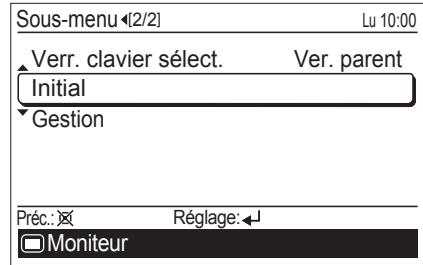 Sous-menu [2/2] Lu 10:00
Verr. clavier sélect. Ver. parent
Initial
Gestion
Préc.: Réglage:
Moniteur